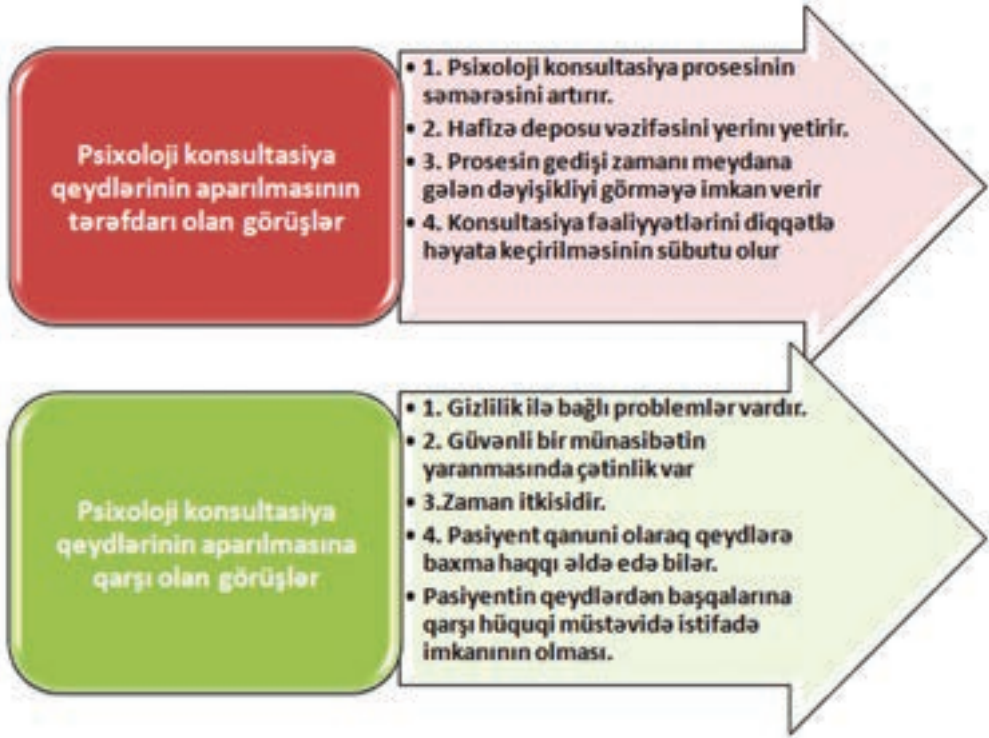 Psixoloji konsultasiya
qeydlərinin aparılmasının
tərəfdarı olan görüşlər
• 1. Psixoloji konsultasiya prosesinin
səmərəsini artırır.
• 2. Hafizə deposu vəzifəsini yerinı yetirir.
• 3. Prosesin gedişi zamanı meydana
gələn dəyişikliyi görməyə imkan verir
• 4. Konsultasiya fəaliyyətlərini diqqətlə
həyata keçirilməsinin sübutu olur
Psixoloji konsultasiya
qeydlərinin aparılmasına
qarşı olan görüşlər
• 1. Gizlilik ilə bağlı problemlər vardır.
• 2. Güvənli bir münasibətin
yaranmasında çətinlik var
• 3.Zaman itkisidir.
• 4. Pasiyent qanuni olaraq qeydlərə
baxma haqqı əldə edə bilər.
• Pasiyentin qeydlərdən başqalarına
qarşı hüquqi müstəvidə istifadə
imkanının olması.